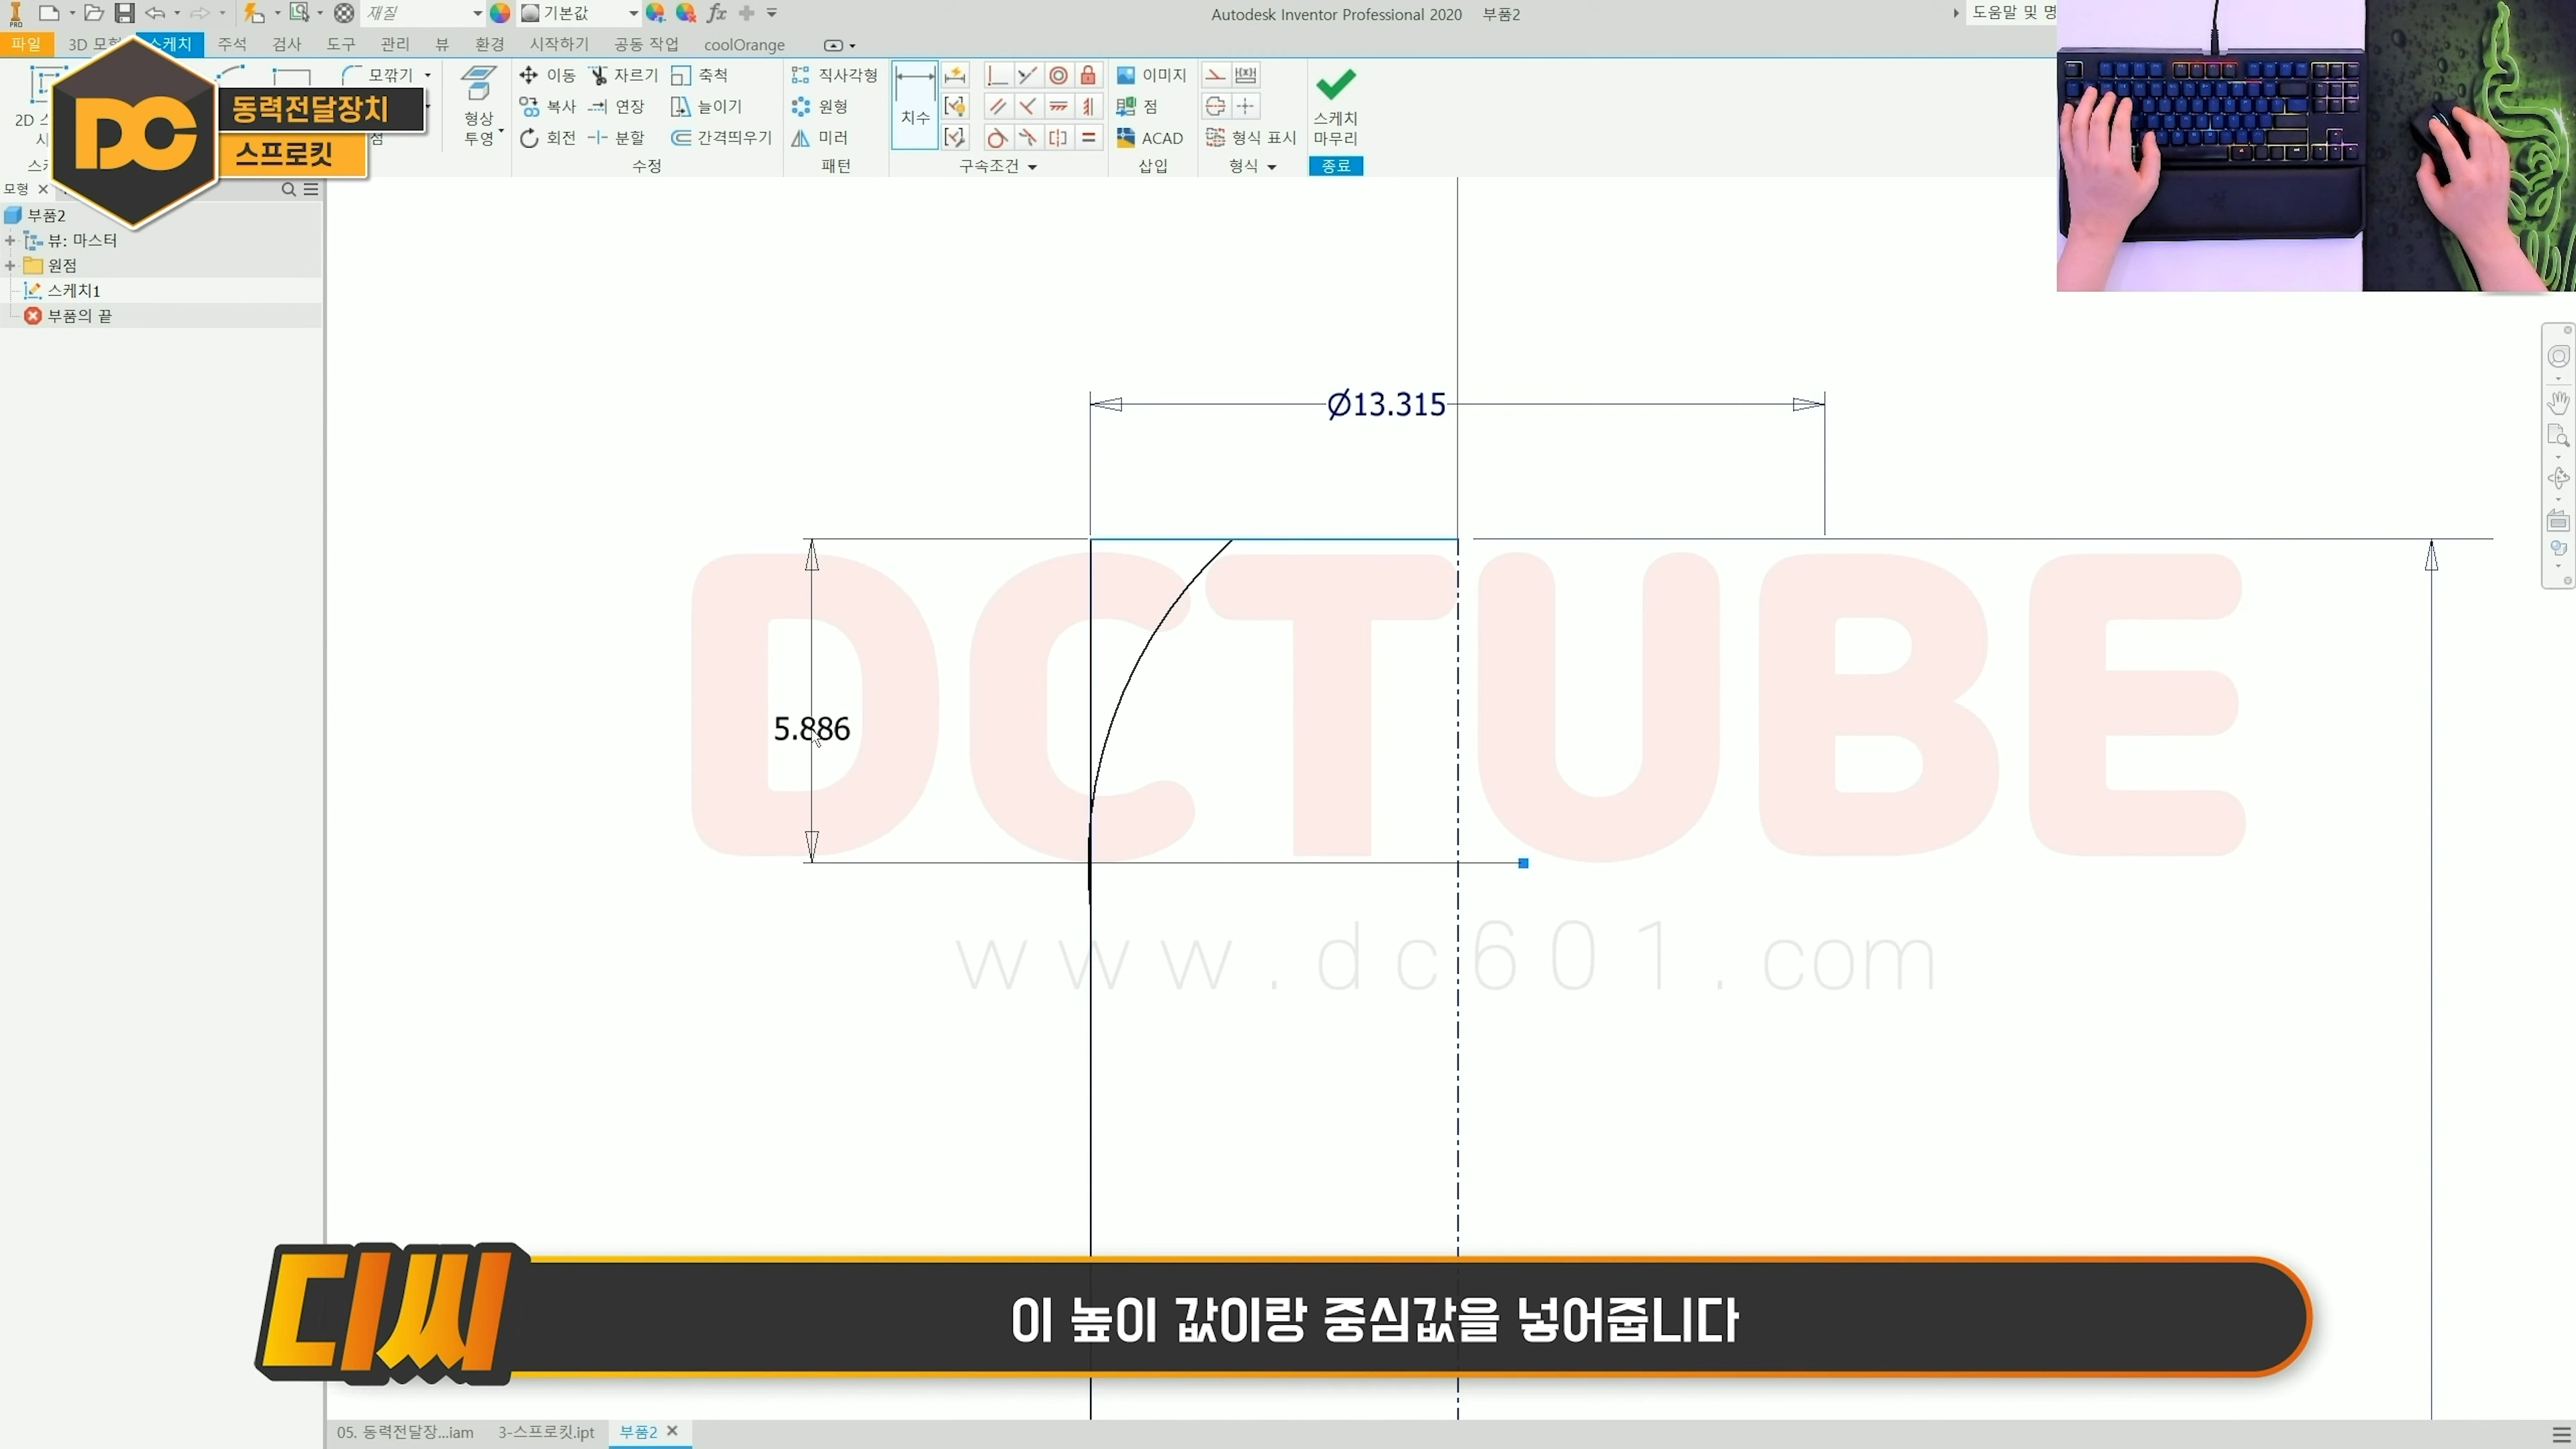 재질
기본값
Autodesk Inventor Professional 2020 부품2
도움말 및 명
파일 3D 모형 스케치 주석 검사 도구 관리 뷰 환경 시작하기 공동 작업 coolOrange
모깎기
이동 자르기 축척
직사각형
이미지
2D 스
형상
투영
복사 연장 늘이기
원형
치수
점
스케치
마무리
회전 분할 간격띄우기
미러
ACAD
형식 표시
수정 패턴 구속조건 삽입 형식 종료
DC
동력전달장치
스프로킷
모형
부품2
뷰: 마스터
원점
스케치1
부품의 끝
Ø13.315
5.886
DCTUBE
www.dc601.com
디씨
이 높이 값이랑 중심값을 넣어줍니다
05. 동력전달장...iam 3-스프로킷.ipt 부품2